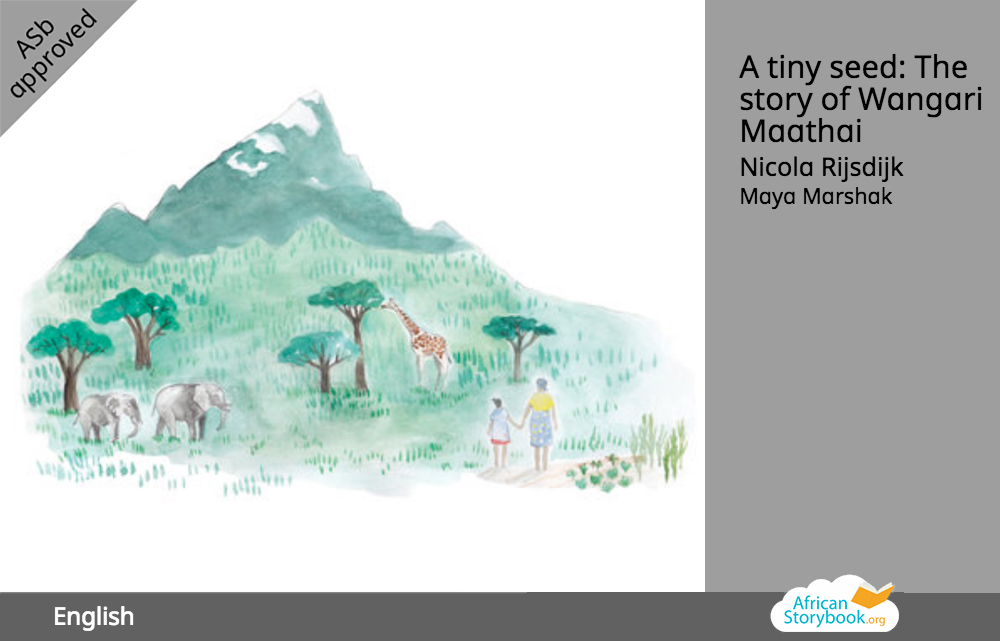 ASb
approved
A tiny seed: The
story of Wangari
Maathai
Nicola Rijsdijk
Maya Marshak
English
African
Storybook.org